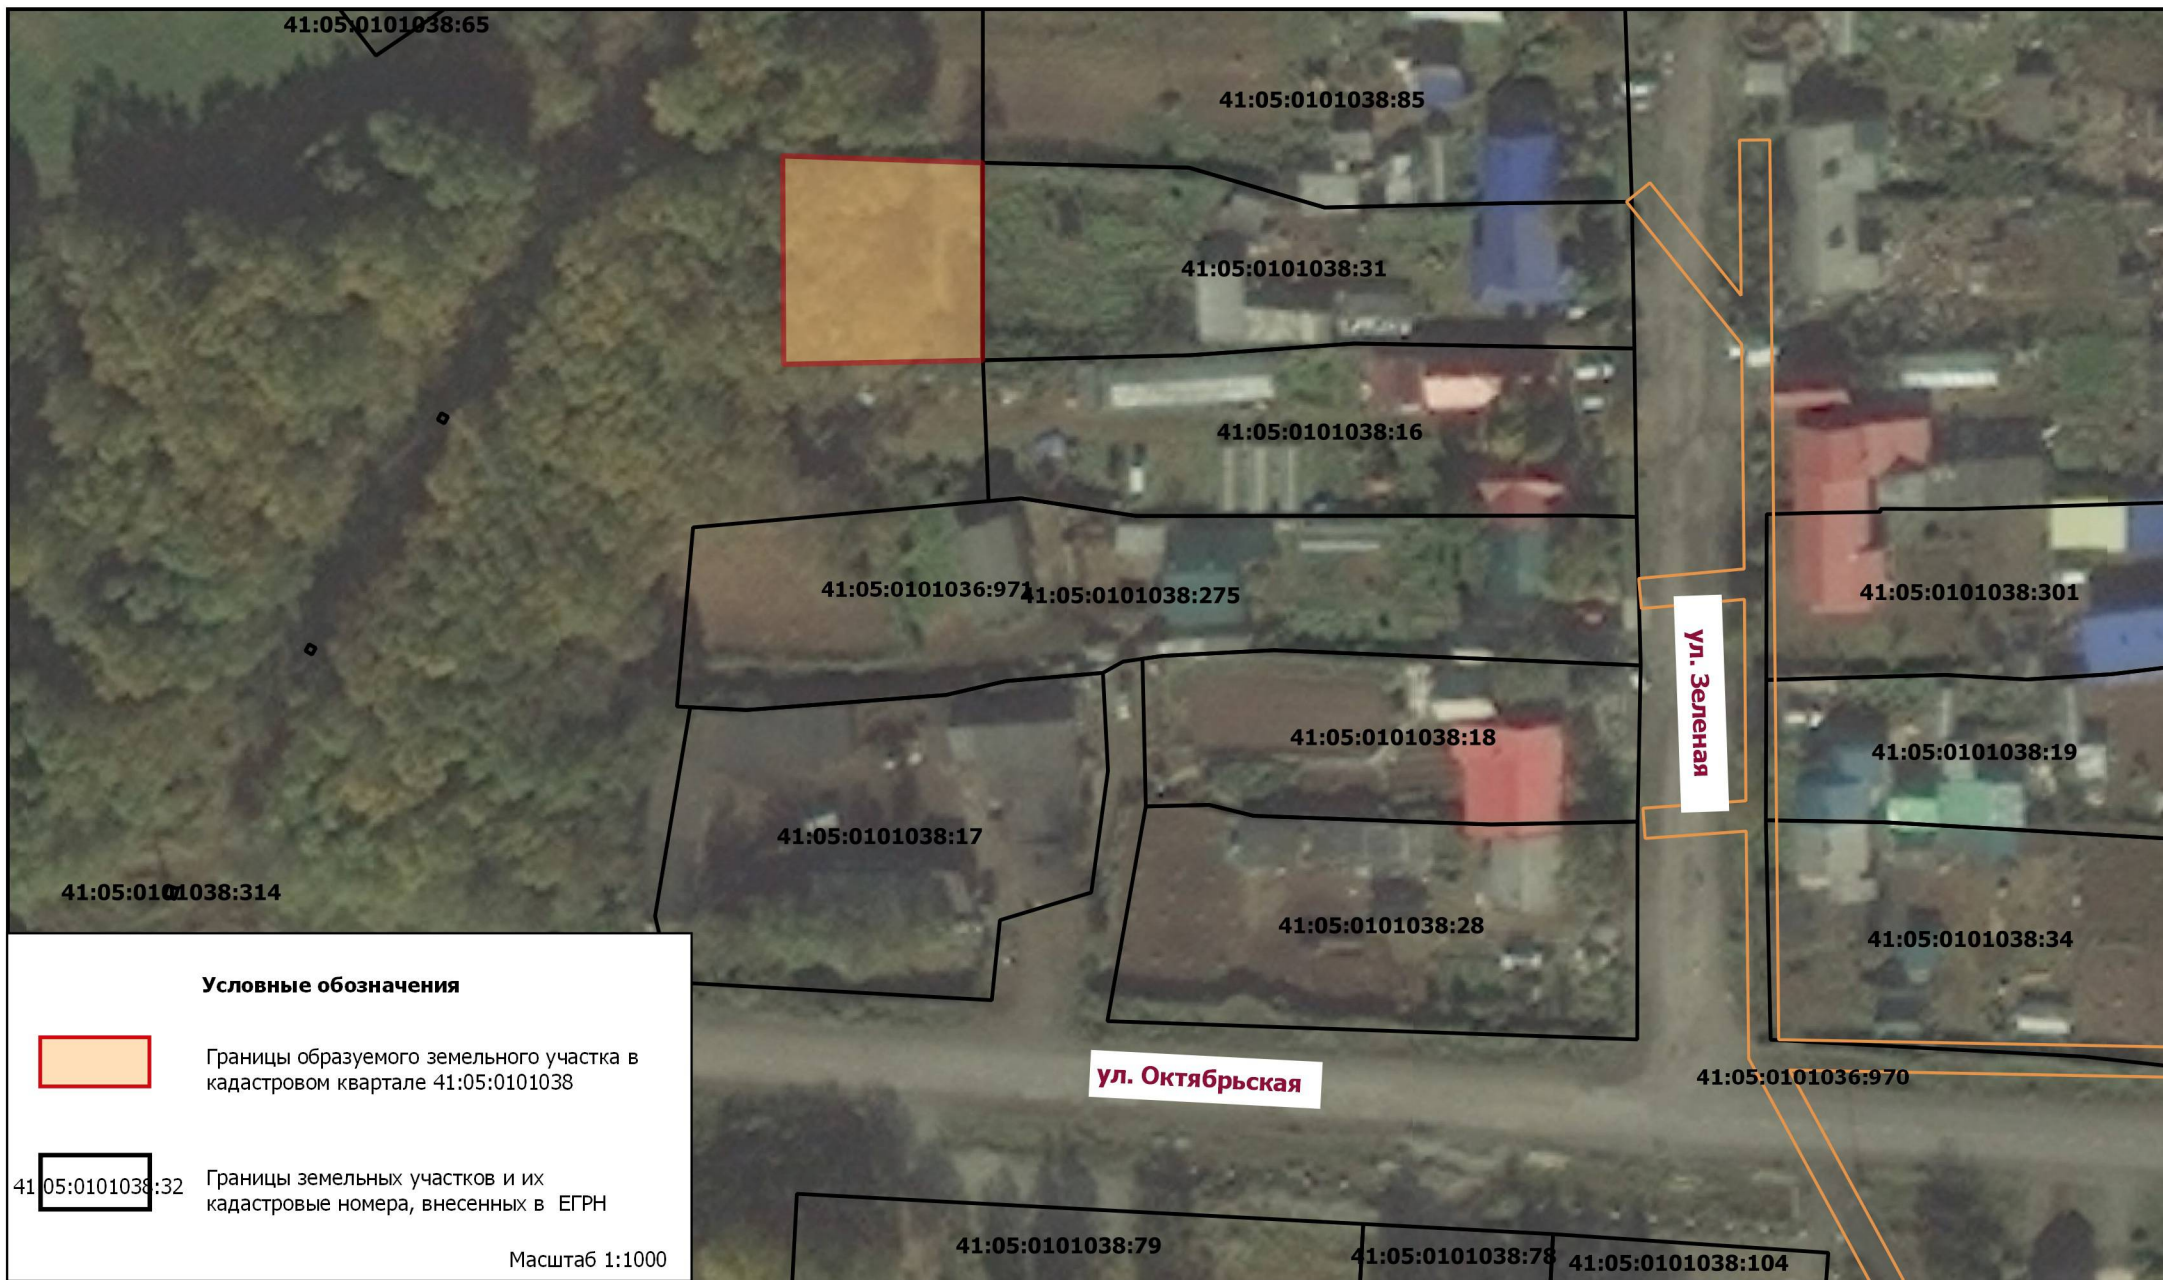 41:05:0101038:65
41:05:0101038:85
41:05:0101038:31
41:05:0101038:16
41:05:0101036:971
41:05:0101038:275
41:05:0101038:301
ул. Зеленая
41:05:0101038:18
41:05:0101038:19
41:05:0101038:17
41:05:0101038:314
41:05:0101038:28
41:05:0101038:34
ул. Октябрьская
41:05:0101036:970
41:05:0101038:79
41:05:0101038:78
41:05:0101038:104
Условные обозначения
Границы образуемого земельного участка в
кадастровом квартале 41:05:0101038
41:05:0101038:32
Границы земельных участков и их
кадастровые номера, внесенных в ЕГРН
Масштаб 1:1000